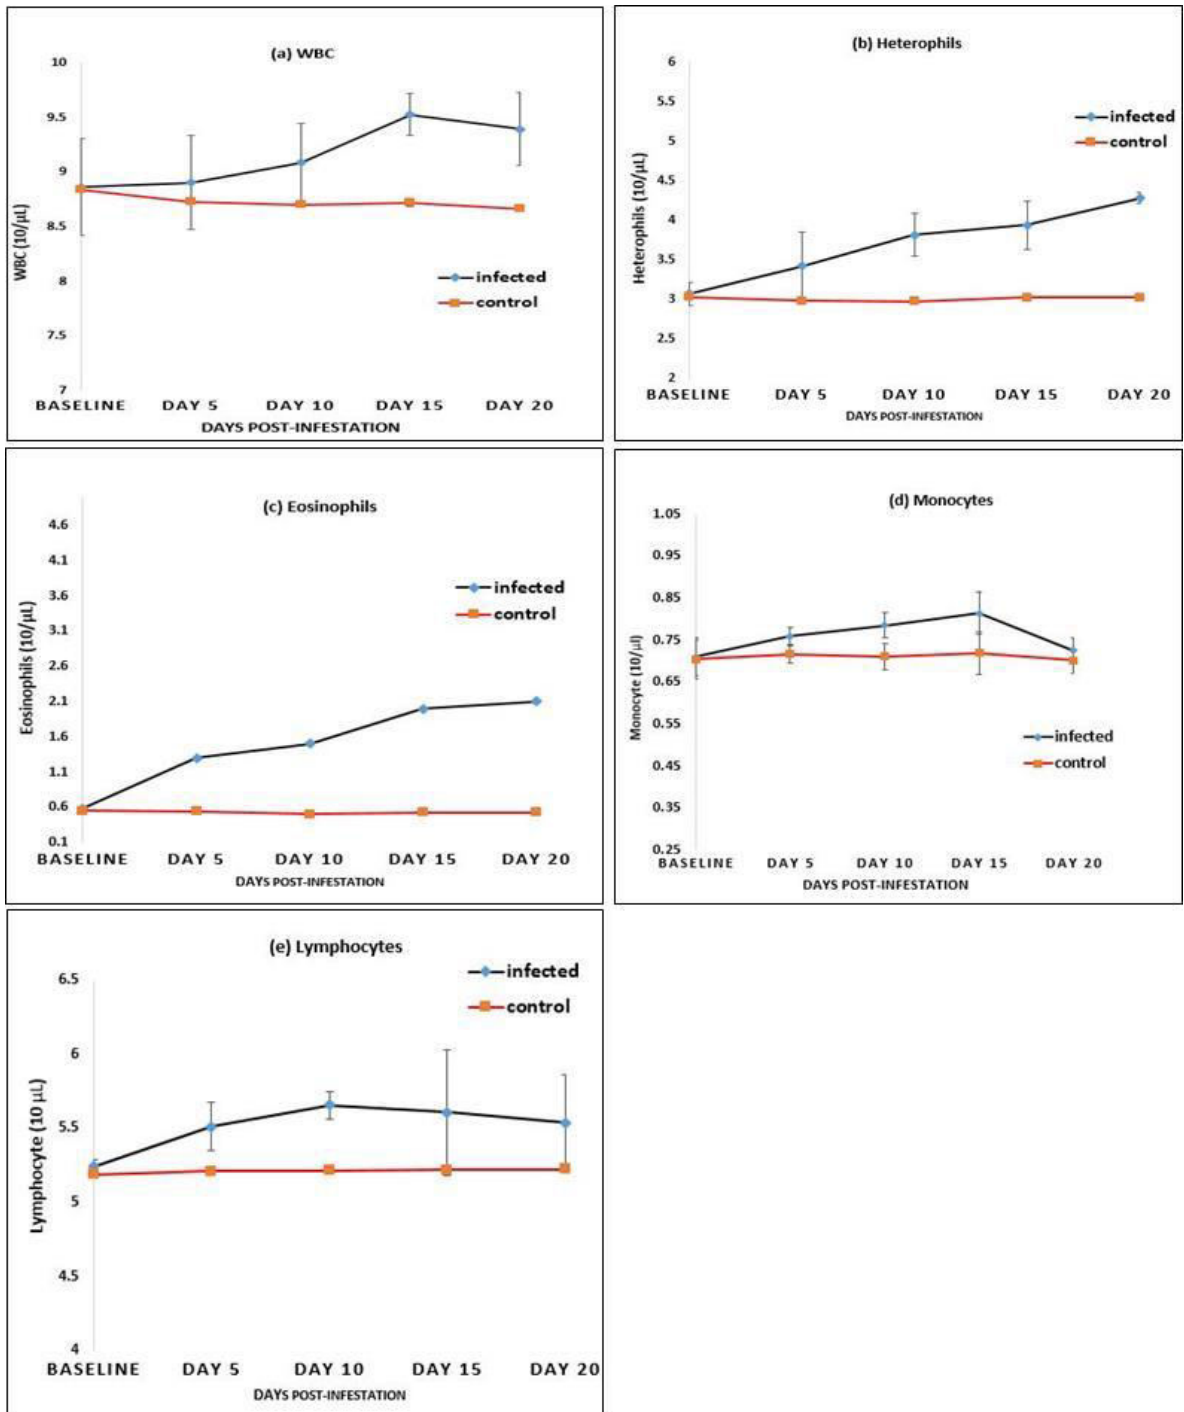 (a) WBC
10
9.5
9
8.5
8
7.5
7
WBC (10/µL)
infected
control
BASELINE DAY 5 DAY 10 DAY 15 DAY 20
DAYS POST-INFESTATION
(b) Heterophils
6
5.5
5
4.5
4
3.5
3
2.5
2
Heterophils (10/µL)
infected
control
BASELINE DAY 5 DAY 10 DAY 15 DAY 20
DAYS POST-INFESTATION
(c) Eosinophils
4.6
4.1
3.6
3.1
2.6
2.1
1.6
1.1
0.6
0.1
Eosinophils (10/µL)
infected
control
BASELINE DAY 5 DAY 10 DAY 15 DAY 20
DAYS POST-INFESTATION
(d) Monocytes
1.05
0.95
0.85
0.75
0.65
0.55
0.45
0.35
0.25
Monocyte (10/µl)
infected
control
BASELINE DAY 5 DAY 10 DAY 15 DAY 20
DAYS POST-INFESTATION
(e) Lymphocytes
6.5
6
5.5
5
4.5
4
Lymphocyte (10 µL)
infected
control
BASELINE DAY 5 DAY 10 DAY 15 DAY 20
DAYS POST-INFESTATION